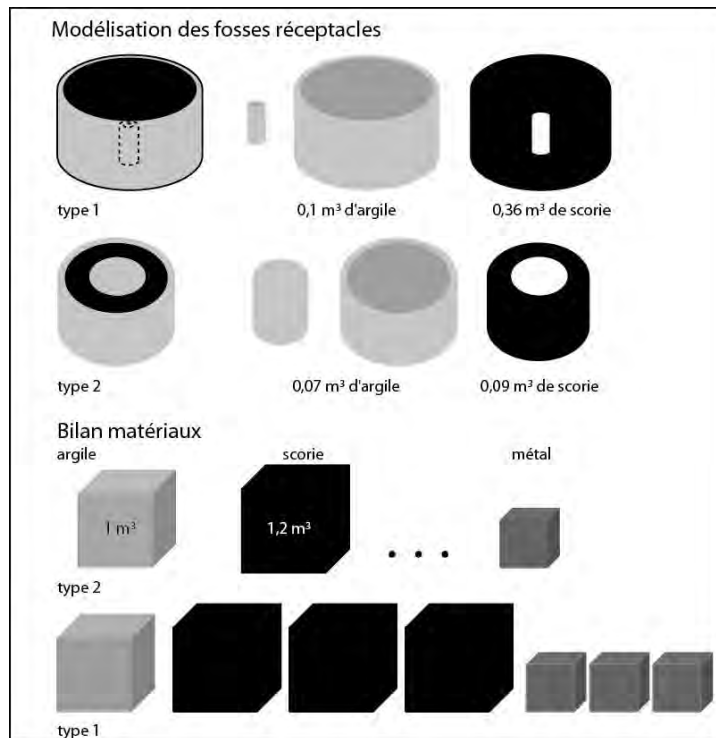 Modélisation des fosses réceptacles
type 1
0,1 m³ d'argile
0,36 m³ de scorie
type 2
0,07 m³ d'argile
0,09 m³ de scorie
Bilan matériaux
argile
scorie
métal
1 m³
1,2 m³
type 2
type 1